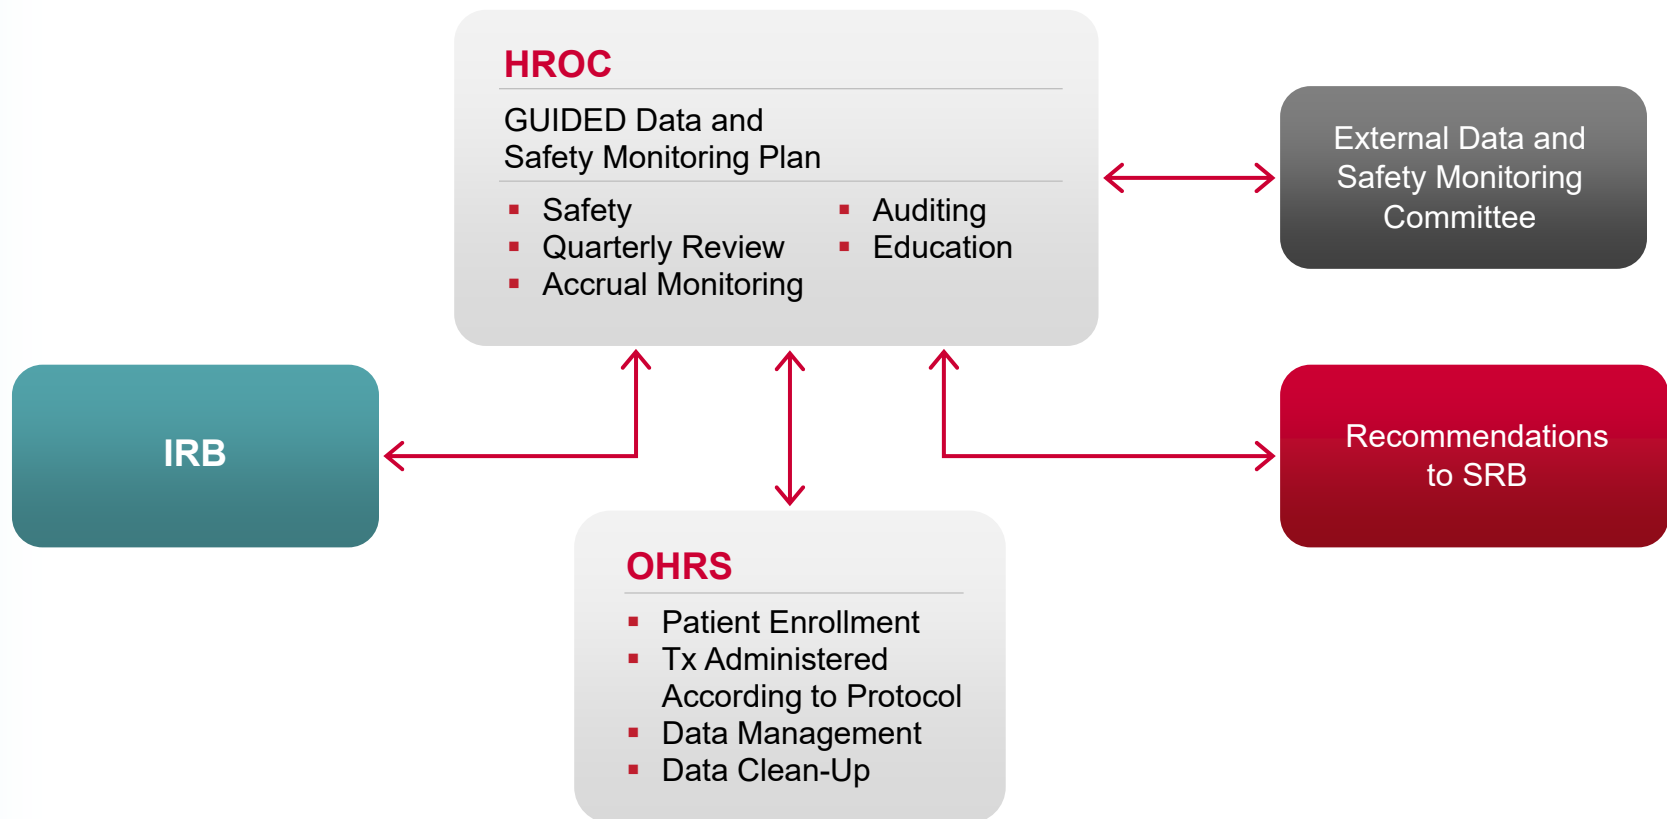 HROC
GUIDED Data and
Safety Monitoring Plan
Safety
Quarterly Review
Accrual Monitoring
Auditing
Education
External Data and
Safety Monitoring
Committee
IRB
Recommendations
to SRB
OHRS
Patient Enrollment
Tx Administered
According to Protocol
Data Management
Data Clean-Up